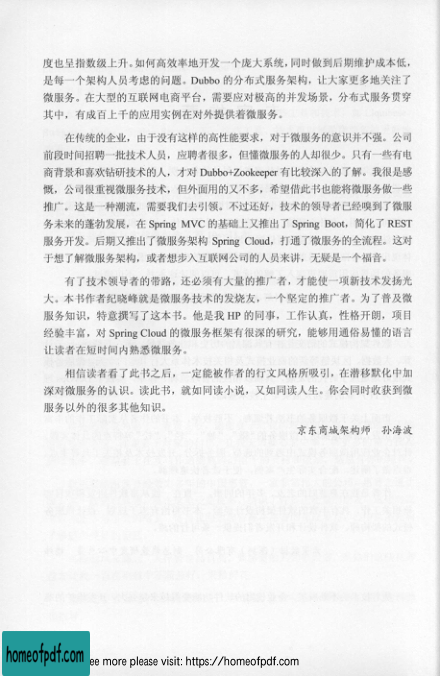 度也呈指数级上升。如何高效率地开发一个庞大系统,同时做到后期维护成本低,
是每一个架构人员考虑的问题。Dubbo 的分布式服务架构,让大家更多地关注了
微服务。在大型的互联网电商平台,需要应对极高的并发场景,分布式服务贯穿
其中,有成百上千的应用实例在对外提供着微服务。
在传统的企业,由于没有这样的高性能要求,对于微服务的意识并不强。公司
前段时间招聘一批技术人员,应聘者很多,但懂微服务的人却很少。只有一些有电
商背景和喜欢钻研技术的人,才对 Dubbo+Zookeeper 有比较深入的了解。我很是感
慨,公司很重视微服务技术,但外面用的又不多,希望借此书也能将微服务做一些
推广。这是一种潮流,需要我们去引领。不过还好,技术的领导者已经嗅到了微服
务未来的蓬勃发展,在 Spring MVC 的基础上又推出了 Spring Boot,简化了 REST
服务开发。后期又推出了微服务架构 Spring Cloud,打通了微服务的全流程。这对
于想了解微服务架构,或者想步入互联网公司的人员来讲,无疑是一个福音。
有了技术领导者的带路,还必须有大量的推广者,才能使一项新技术发扬光
大。本书作者纪晓峰就是微服务技术的发烧友,一个坚定的推广者。为了普及微
服务知识,特意撰写了这本书。他是我 HP 的同事,工作认真,性格开朗,项目
经验丰富,对 Spring Cloud 的微服务框架有很深的研究,能够用通俗易懂的语言
让读者在短时间内熟悉微服务。
相信读者看了此书之后,一定能被作者的行文风格所吸引,在潜移默化中加
深对微服务的认识。读此书,就如同读小说,又如同读人生。你会同时收获到微
服务以外的很多其他知识。
京东商城架构师 孙海波
homeofpdf.com
ee more please visit: https://homeofpdf.com